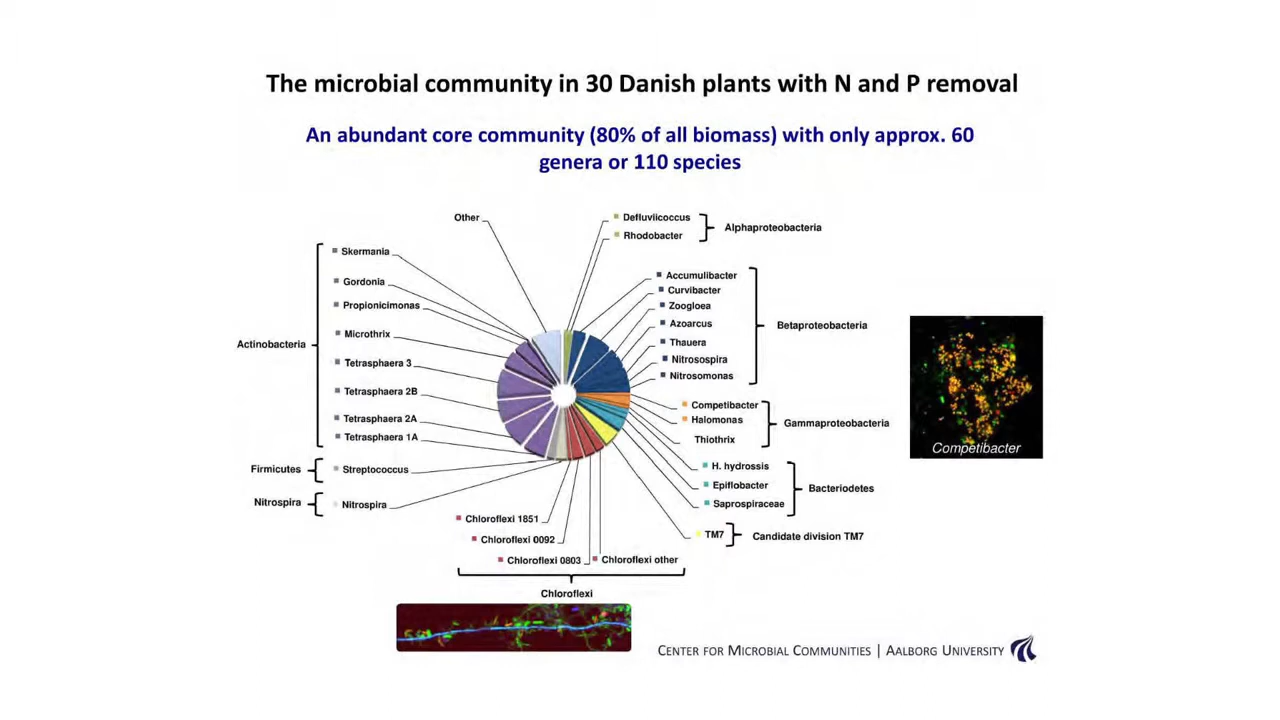 The microbial community in 30 Danish plants with N and P removal
An abundant core community (80% of all biomass) with only approx. 60
genera or 110 species
Other
Defluviicoccus
Rhodobacter
Alphaproteobacteria
Skermania
Gordonia
Propionicimonas
Microthrix
Tetrasphaera 3
Tetrasphaera 2B
Tetrasphaera 2A
Tetrasphaera 1A
Actinobacteria
Accumulibacter
Curvibacter
Zoogloea
Azoarcus
Thauera
Nitrosospira
Nitrosomonas
Betaproteobacteria
Competibacter
Halomonas
Thiothrix
Gammaproteobacteria
Competibacter
Firmicutes
Streptococcus
Nitrospira
Nitrospira
H. hydrossis
Epiflobacter
Saprospiraceae
Bacteriodetes
TM7
Candidate division TM7
Chloroflexi 1851
Chloroflexi 0092
Chloroflexi 0803
Chloroflexi other
Chloroflexi
CENTER FOR MICROBIAL COMMUNITIES | AALBORG UNIVERSITY